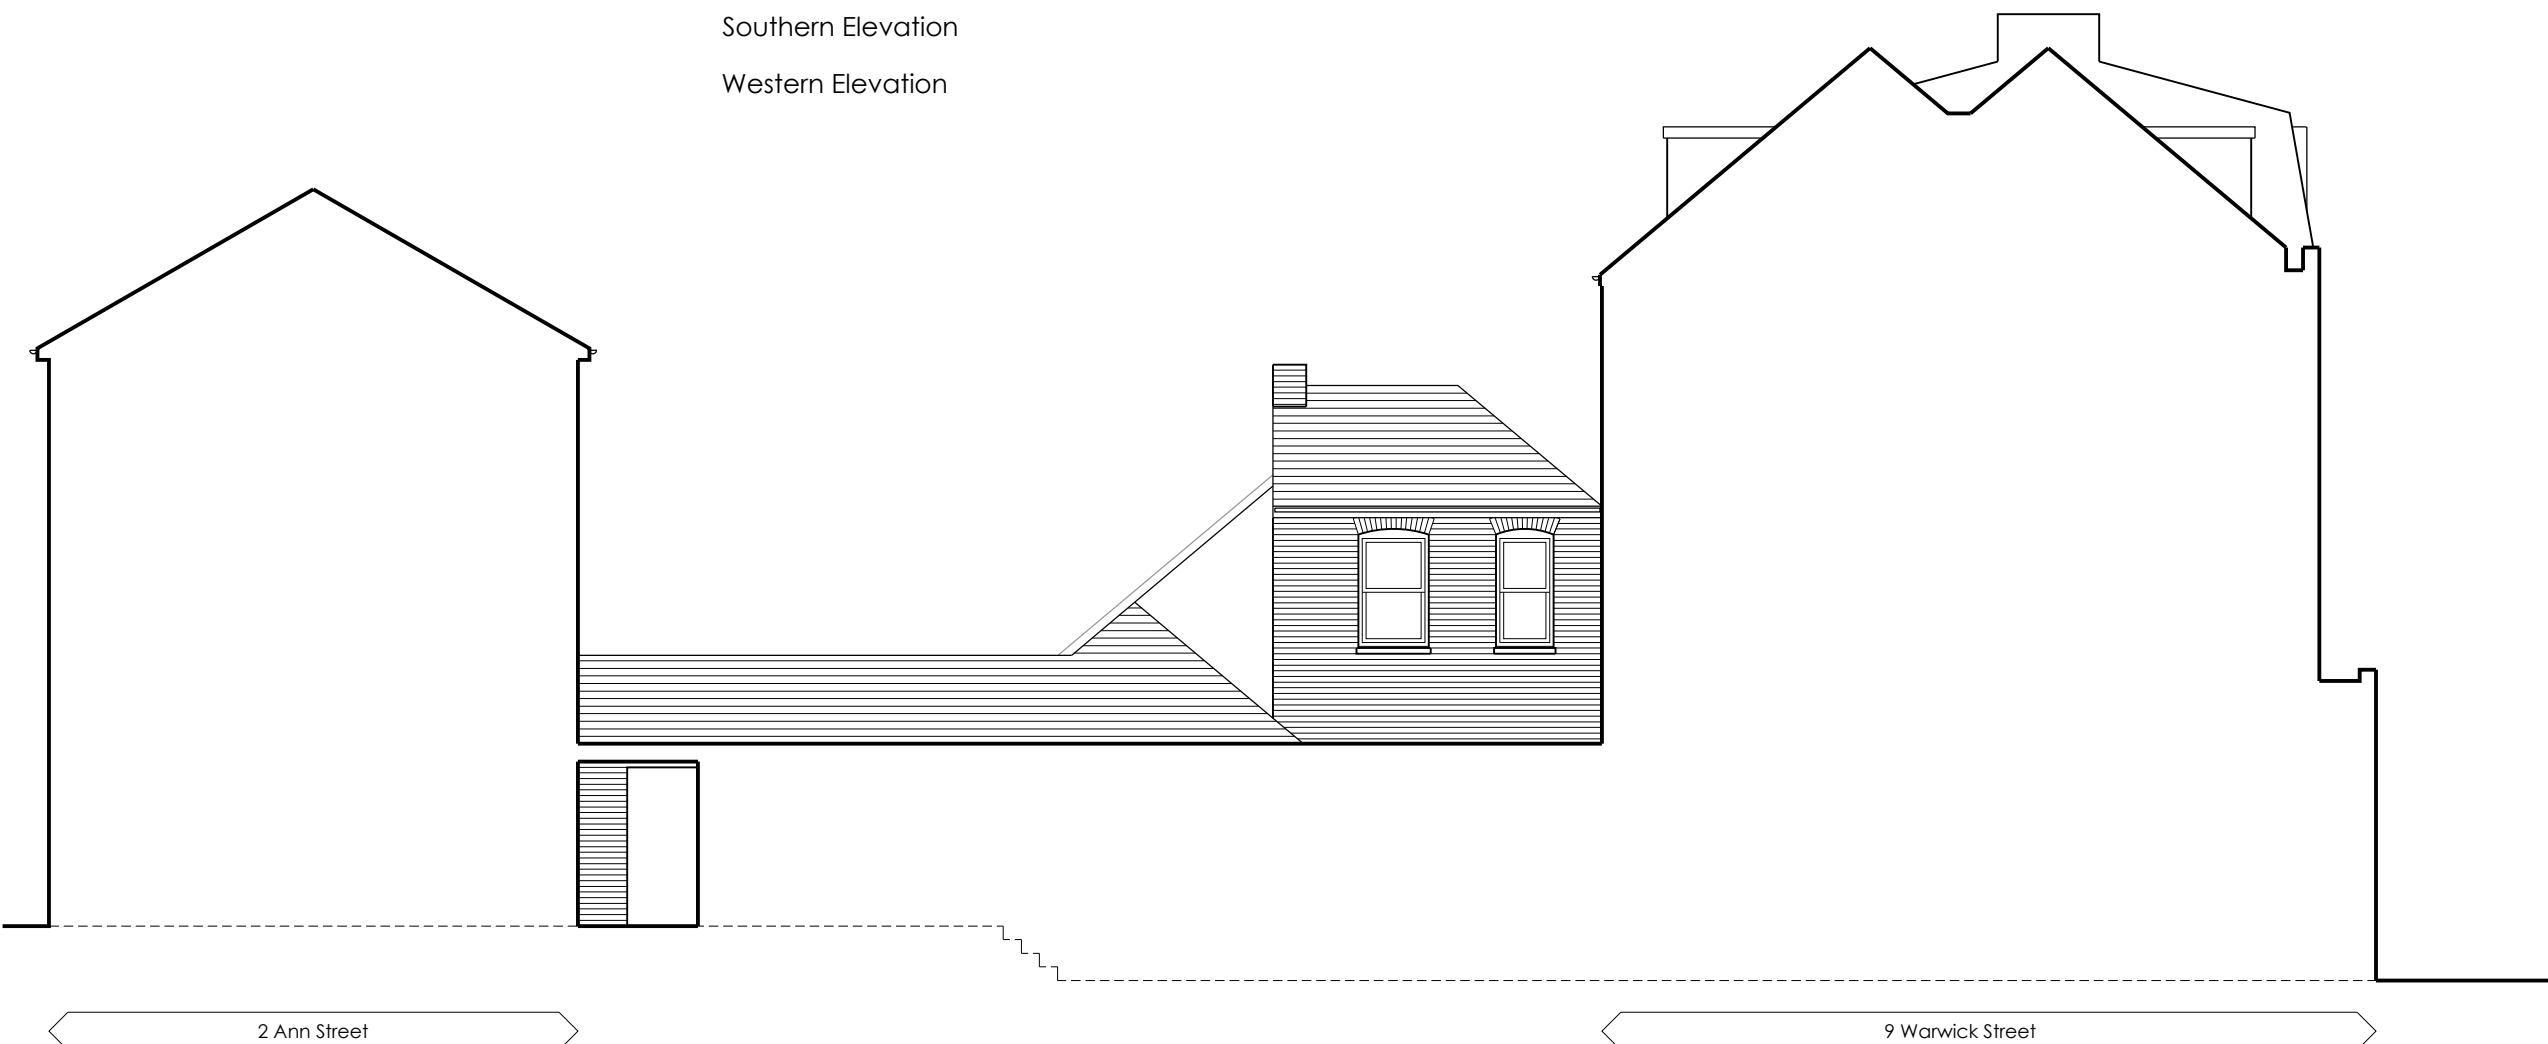 Southern Elevation
Western Elevation
2 Ann Street
9 Warwick Street